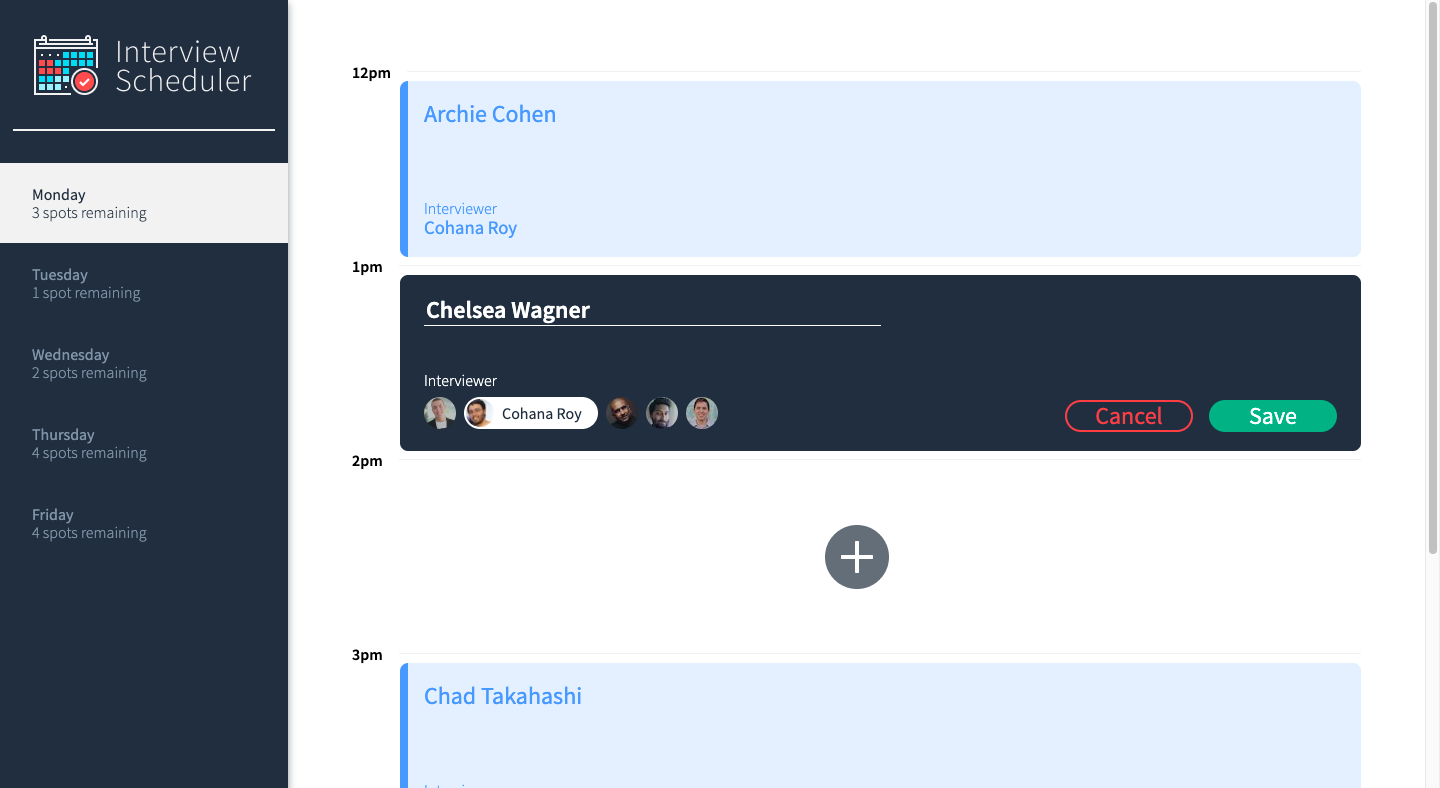 Interview
Scheduler
Monday
3 spots remaining
Tuesday
1 spot remaining
Wednesday
2 spots remaining
Thursday
4 spots remaining
Friday
4 spots remaining
12pm
Archie Cohen
Interviewer
Cohana Roy
1pm
Chelsea Wagner
Interviewer
Cohana Roy
Cancel
Save
2pm
3pm
Chad Takahashi